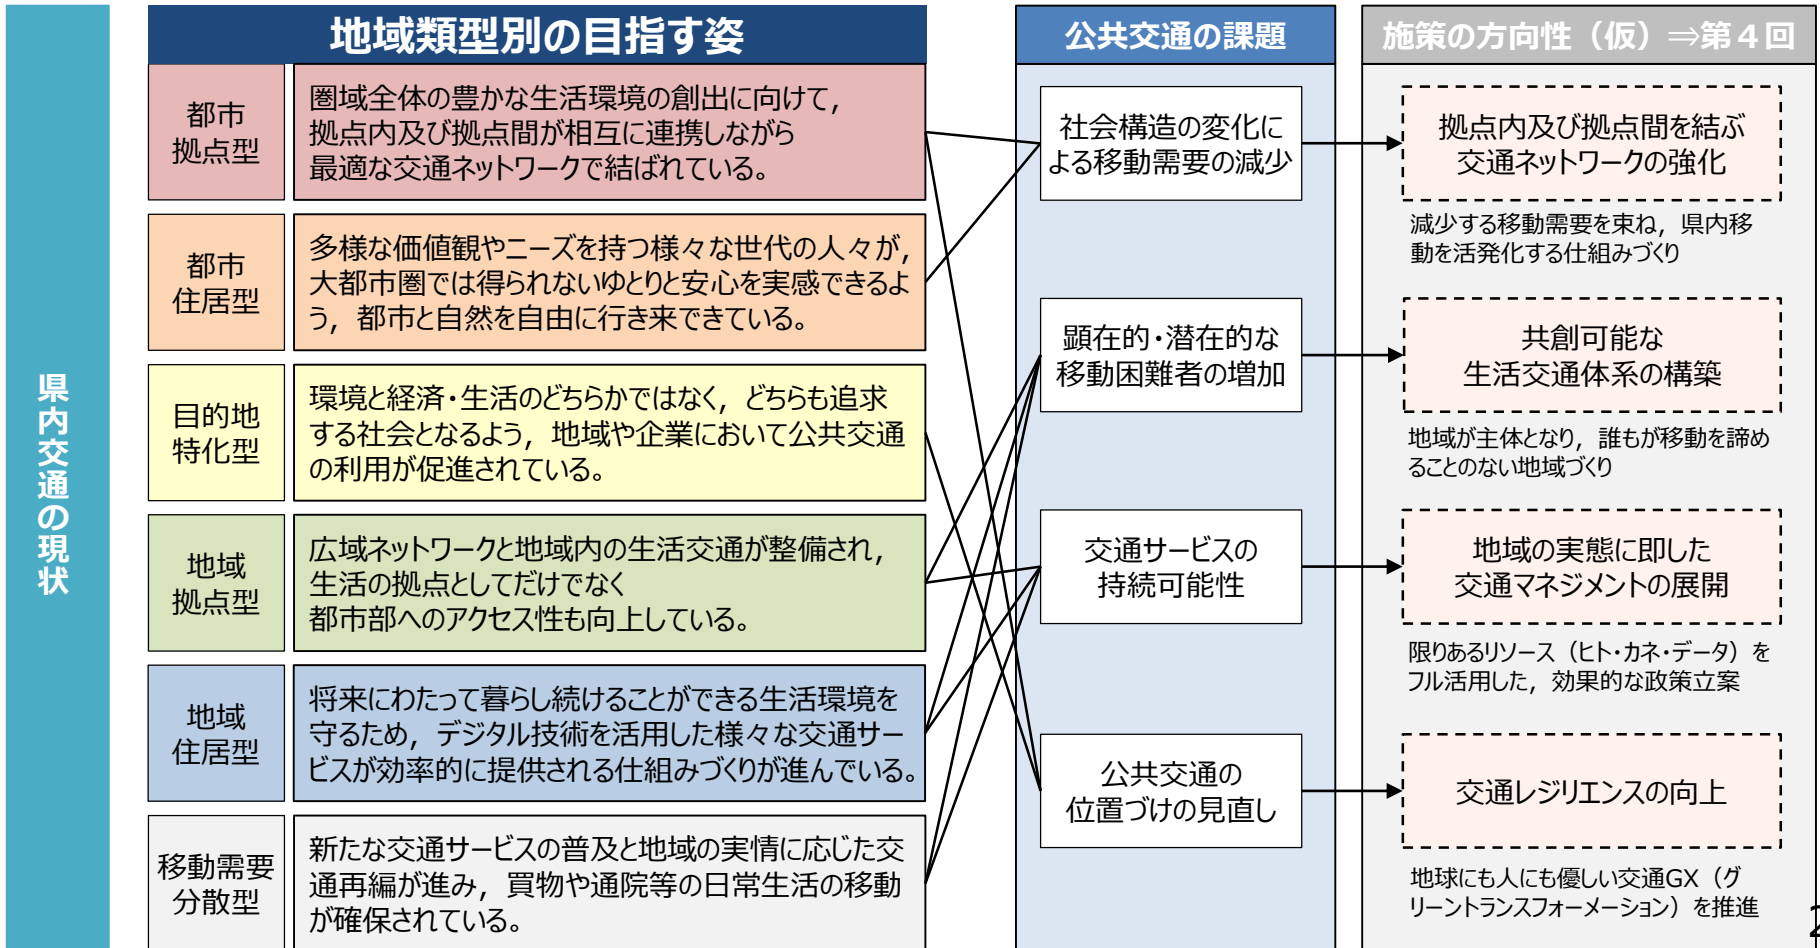 県内交通の現状
地域類型別の目指す姿
都市
拠点型
圏域全体の豊かな生活環境の創出に向けて，
拠点内及び拠点間が相互に連携しながら
最適な交通ネットワークで結ばれている。
都市
住居型
多様な価値観やニーズを持つ様々な世代の人々が，
大都市圏では得られないゆとりと安心を実感できるよ
う，都市と自然を自由に行き来できている。
目的地
特化型
環境と経済・生活のどちらかではなく，どちらも追求
する社会となるよう，地域や企業において公共交通
の利用が促進されている。
地域
拠点型
広域ネットワークと地域内の生活交通が整備され，
生活の拠点としてだけでなく
都市部へのアクセス性も向上している。
地域
住居型
将来にわたって暮らし続けることができる生活環境を
守るため，デジタル技術を活用した様々な交通サー
ビスが効率的に提供される仕組みづくりが進んでいる。
移動需要
分散型
新たな交通サービスの普及と地域の実情に応じた交
通再編が進み，買物や通院等の日常生活の移動
が確保されている。
公共交通の課題
社会構造の変化に
よる移動需要の減少
顕在的・潜在的な
移動困難者の増加
交通サービスの
持続可能性
公共交通の
位置づけの見直し
施策の方向性（仮）⇒第４回
拠点内及び拠点間を結ぶ
交通ネットワークの強化
減少する移動需要を束ね，県内移
動を活発化する仕組みづくり
共創可能な
生活交通体系の構築
地域が主体となり，誰もが移動を諦め
ることのない地域づくり
地域の実態に即した
交通マネジメントの展開
限りあるリソース（ヒト・カネ・データ）を
フル活用した，効果的な政策立案
交通レジリエンスの向上
地球にも人にも優しい交通GX（グ
リーントランスフォーメーション）を推進